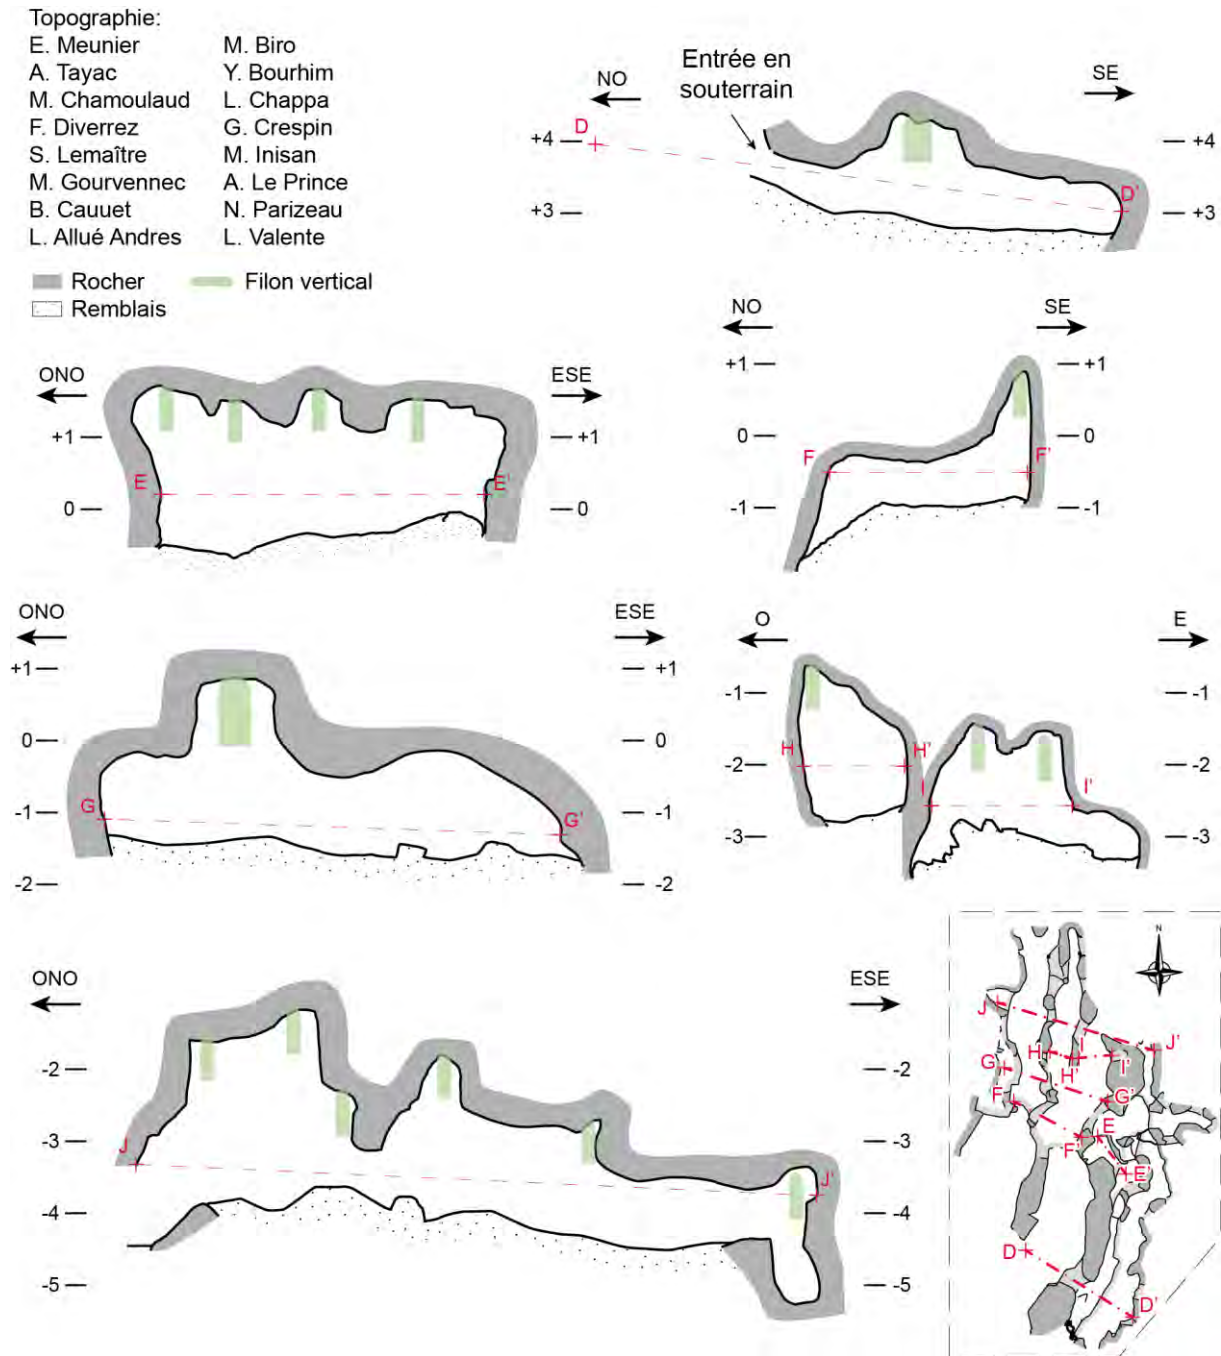 Topographie:
E. Meunier M. Biro
A. Tayac Y. Bourhim
M. Chamoulaud L. Chappa
F. Diverrez G. Crespin
S. Lemaître M. Inisan
M. Gourvennec A. Le Prince
B. Cauuet N. Parizeau
L. Allué Andres L. Valente
Rocher Filon vertical
Remblais
Entrée en
souterrain
NO SE
D
+4 +4
D'
+3 +3
ONO ESE
+1 +1
E E'
0 0
NO SE
+1 +1
0 0
F F'
-1 -1
ONO ESE
+1 +1
0 0
-1 -1
G G'
-2 -2
O E
-1 -1
H H'
-2 -2
I I'
-3 -3
ONO ESE
-2 -2
-3 -3
J J'
-4 -4
-5 -5
N
J J'
H I
H' I'
G G'
F F'
E E'
D D'